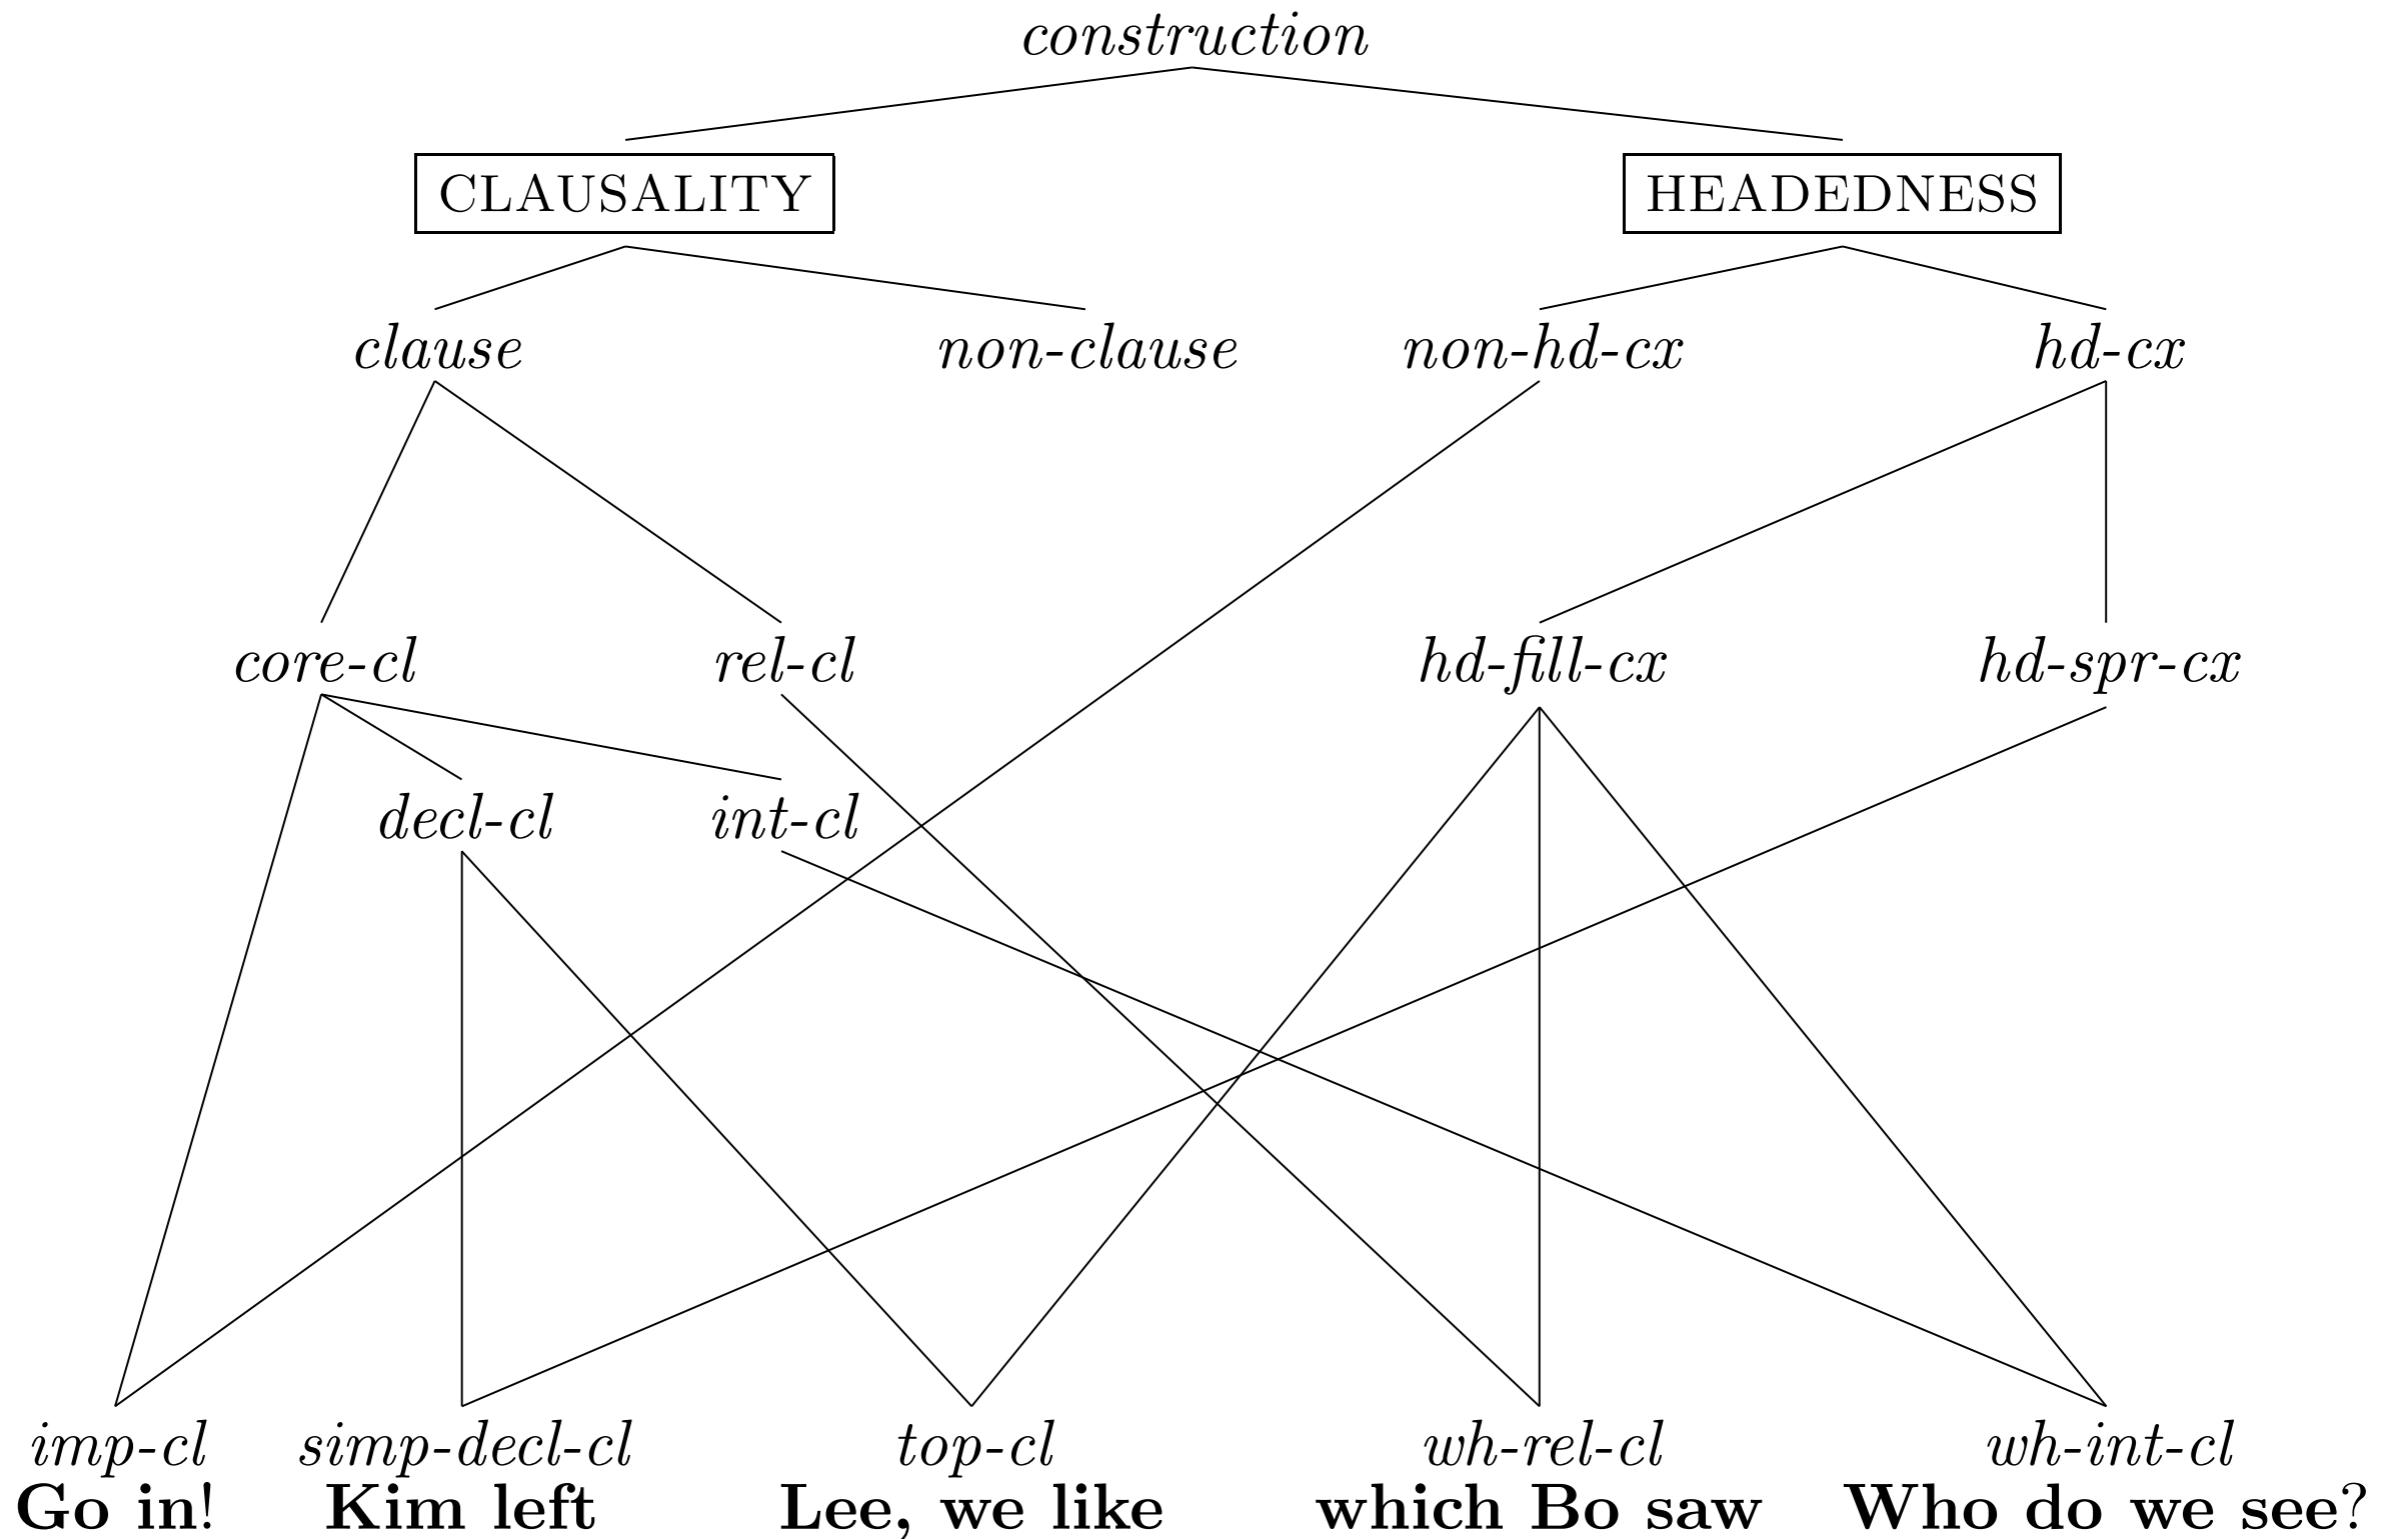 construction
CLAUSALITY HEADEDNESS
clause non-clause non-hd-cx hd-cx
core-cl rel-cl hd-fill-cx hd-spr-cx
decl-cl int-cl
imp-cl simp-decl-cl top-cl wh-rel-cl wh-int-cl
Go in! Kim left Lee, we like which Bo saw Who do we see?